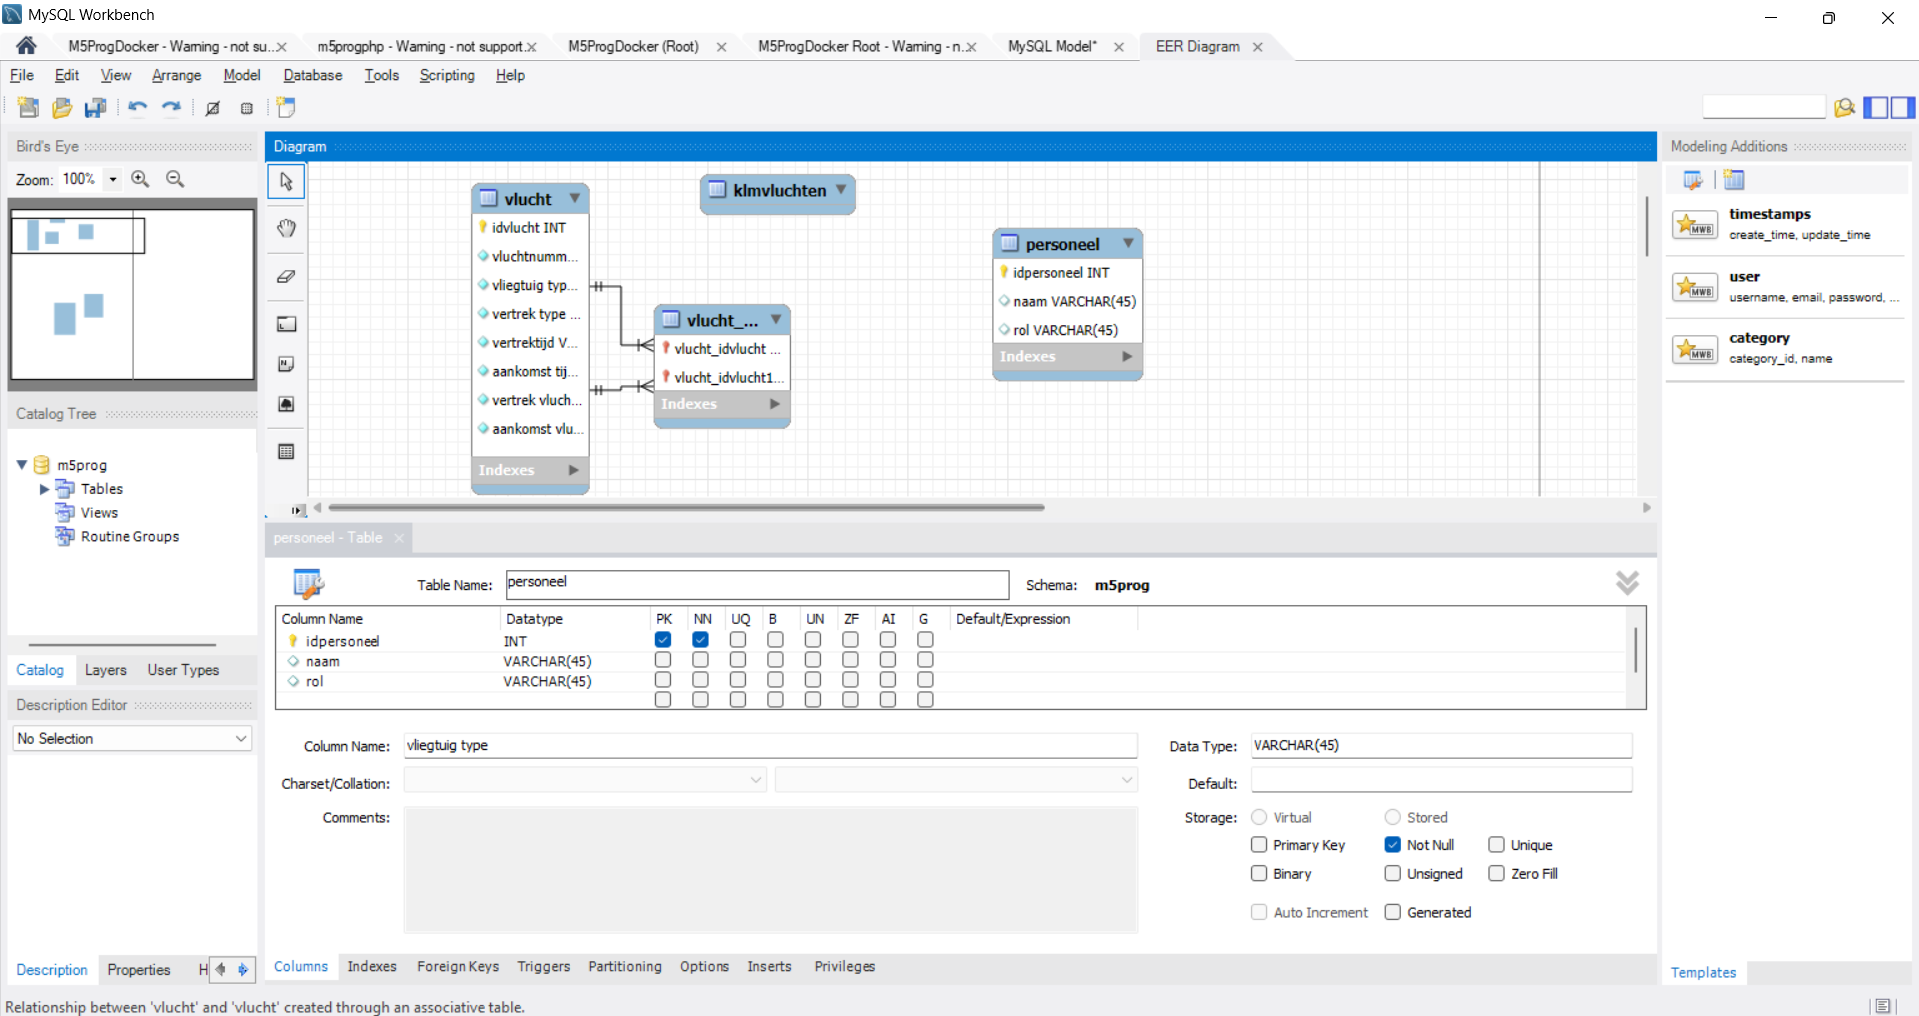 MySQL Workbench
M5ProgDocker - Warning - not su...
m5progphp - Warning - not support...
M5ProgDocker (Root)
M5ProgDocker Root - Warning - n...
MySQL Model*
EER Diagram
File Edit View Arrange Model Database Tools Scripting Help
Bird's Eye
Zoom: 100%
Catalog Tree
m5prog
Tables
Views
Routine Groups
Catalog Layers User Types
Description Editor
No Selection
Description Properties H
Diagram
vlucht
idvlucht INT
vluchtnumm...
vliegtuig typ...
vertrek type ...
vertrektijd V...
aankomst tij...
vertrek vluch...
aankomst vlu...
Indexes
klmvluchten
vlucht_...
vlucht_idvlucht ...
vlucht_idvlucht1...
Indexes
personeel
idpersoneel INT
naam VARCHAR(45)
rol VARCHAR(45)
Indexes
personeel - Table
Table Name: personeel Schema: m5prog
Column Name Datatype PK NN UQ B UN ZF AI G Default/Expression
idpersoneel INT
naam VARCHAR(45)
rol VARCHAR(45)
Column Name: vliegtuig type Data Type: VARCHAR(45)
Charset/Collation: Default:
Comments: Storage: Virtual Stored
Primary Key Not Null Unique
Binary Unsigned Zero Fill
Auto Increment Generated
Columns Indexes Foreign Keys Triggers Partitioning Options Inserts Privileges
Modeling Additions
MWB
timestamps
create_time, update_time
MWB
user
username, email, password, ...
MWB
category
category_id, name
Templates
Relationship between 'vlucht' and 'vlucht' created through an associative table.